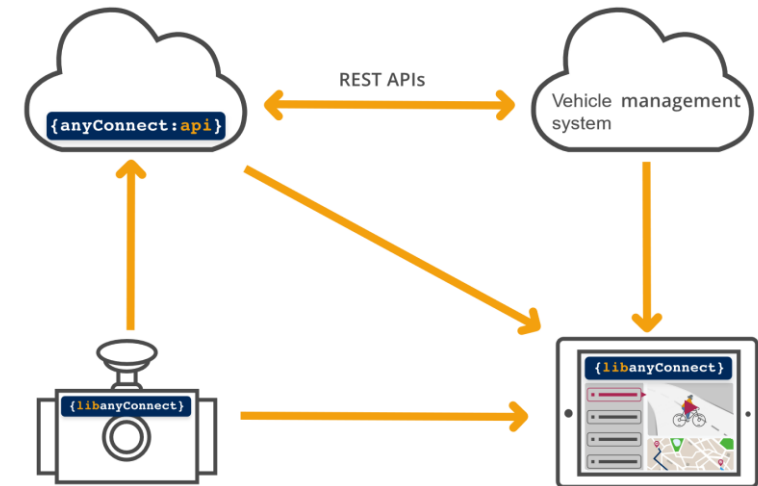 REST APIs
{anyConnect:api}
Vehicle management
system
{libanyConnect}
{libanyConnect}